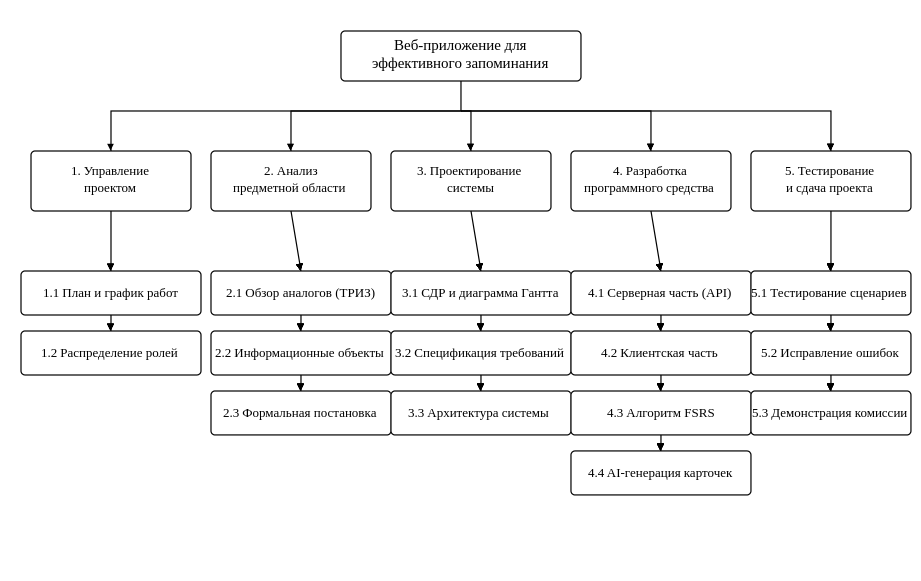 Веб-приложение для
эффективного запоминания
1. Управление
проектом
2. Анализ
предметной области
3. Проектирование
системы
4. Разработка
программного средства
5. Тестирование
и сдача проекта
1.1 План и график работ
2.1 Обзор аналогов (ТРИЗ)
3.1 СДР и диаграмма Гантта
4.1 Серверная часть (API)
5.1 Тестирование сценариев
1.2 Распределение ролей
2.2 Информационные объекты
3.2 Спецификация требований
4.2 Клиентская часть
5.2 Исправление ошибок
2.3 Формальная постановка
3.3 Архитектура системы
4.3 Алгоритм FSRS
5.3 Демонстрация комиссии
4.4 AI-генерация карточек